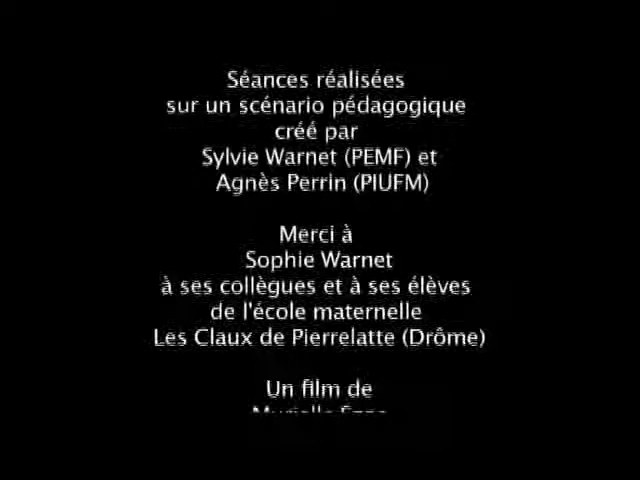 Séances réalisées
sur un scénario pédagogique
créé par
Sylvie Warnet (PEMF) et
Agnès Perrin (PIUFM)
Merci à
Sophie Warnet
à ses collègues et à ses élèves
de l'école maternelle
Les Claux de Pierrelatte (Drôme)
Un film de